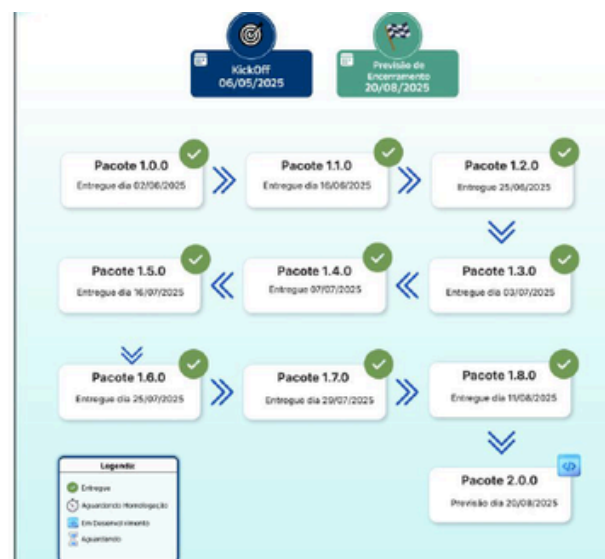 KickOff
06/05/2025
Previsão de
Encerramento
20/08/2025
Pacote 1.0.0
Entregue dia 02/06/2025
Pacote 1.1.0
Entregue dia 16/06/2025
Pacote 1.2.0
Entregue 25/06/2025
Pacote 1.5.0
Entregue dia 16/07/2025
Pacote 1.4.0
Entregue 07/07/2025
Pacote 1.3.0
Entregue dia 03/07/2025
Pacote 1.6.0
Entregue dia 25/07/2025
Pacote 1.7.0
Entregue dia 29/07/2025
Pacote 1.8.0
Entregue dia 11/08/2025
Pacote 2.0.0
Previsão dia 20/08/2025
Legenda
Entregue
Aguardando Homologação
Em Desenvolvimento
Aguardando